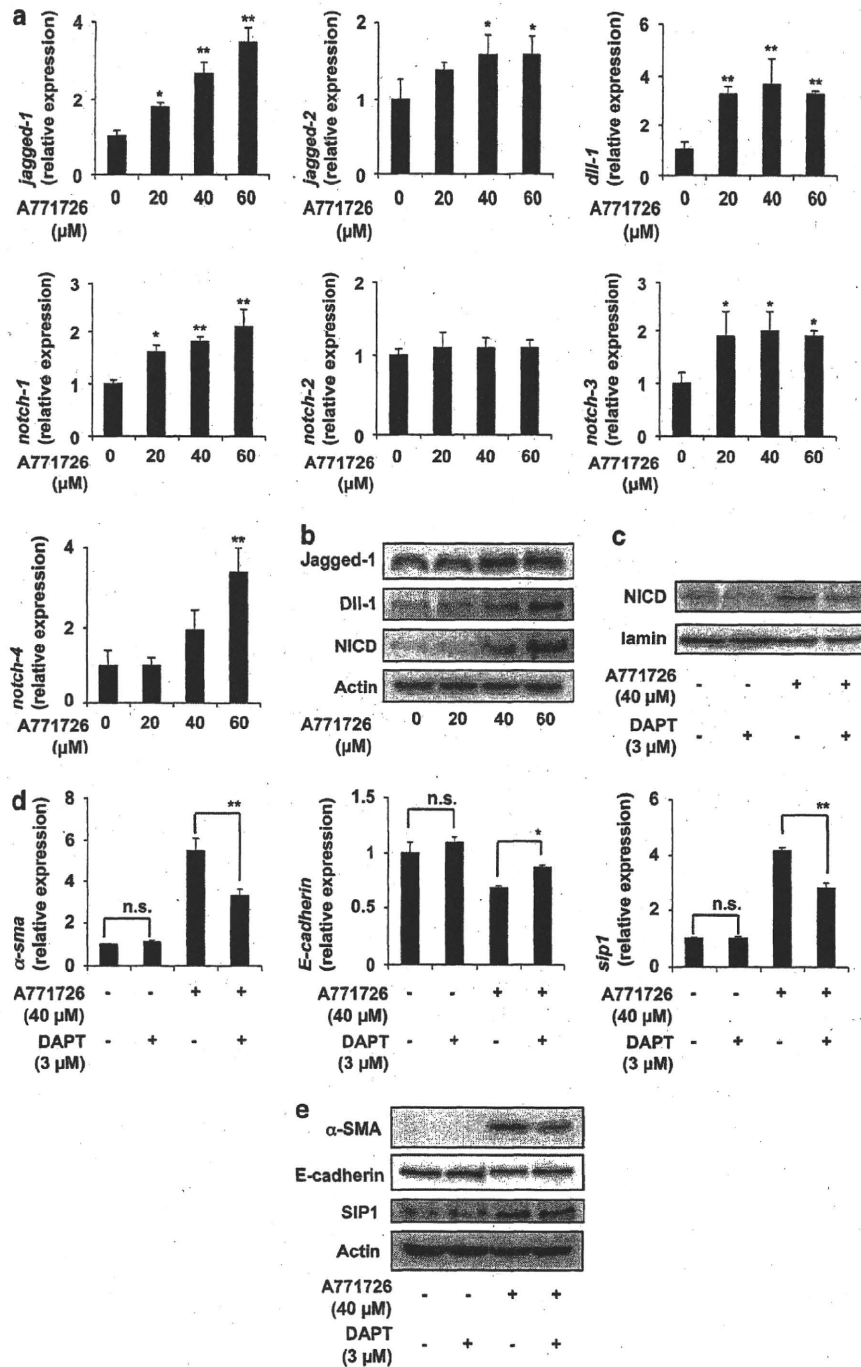 a
jagged-1
(relative expression)
4
2
0
*
**
**
0 20 40 60
A771726
(µM)
jagged-2
(relative expression)
2
1
0
*
*
0 20 40 60
A771726
(µM)
dll-1
(relative expression)
6
4
2
0
**
**
**
0 20 40 60
A771726
(µM)
notch-1
(relative expression)
3
2
1
0
*
**
**
0 20 40 60
A771726
(µM)
notch-2
(relative expression)
2
1
0
0 20 40 60
A771726
(µM)
notch-3
(relative expression)
3
2
1
0
*
*
*
0 20 40 60
A771726
(µM)
notch-4
(relative expression)
4
2
0
**
0 20 40 60
A771726
(µM)
b
Jagged-1
Dll-1
NICD
Actin
0 20 40 60
A771726
(µM)
c
NICD
lamin
A771726
(40 µM)
- - + +
DAPT
(3 µM)
- + - +
d
α-sma
(relative expression)
8
6
4
2
0
n.s.
**
A771726
(40 µM)
- - + +
DAPT
(3 µM)
- + - +
E-cadherin
(relative expression)
1.5
1
0.5
0
n.s.
*
A771726
(40 µM)
- - + +
DAPT
(3 µM)
- + - +
sip1
(relative expression)
6
4
2
0
n.s.
**
A771726
(40 µM)
- - + +
DAPT
(3 µM)
- + - +
e
α-SMA
E-cadherin
SIP1
Actin
A771726
(40 µM)
- - + +
DAPT
(3 µM)
- + - +